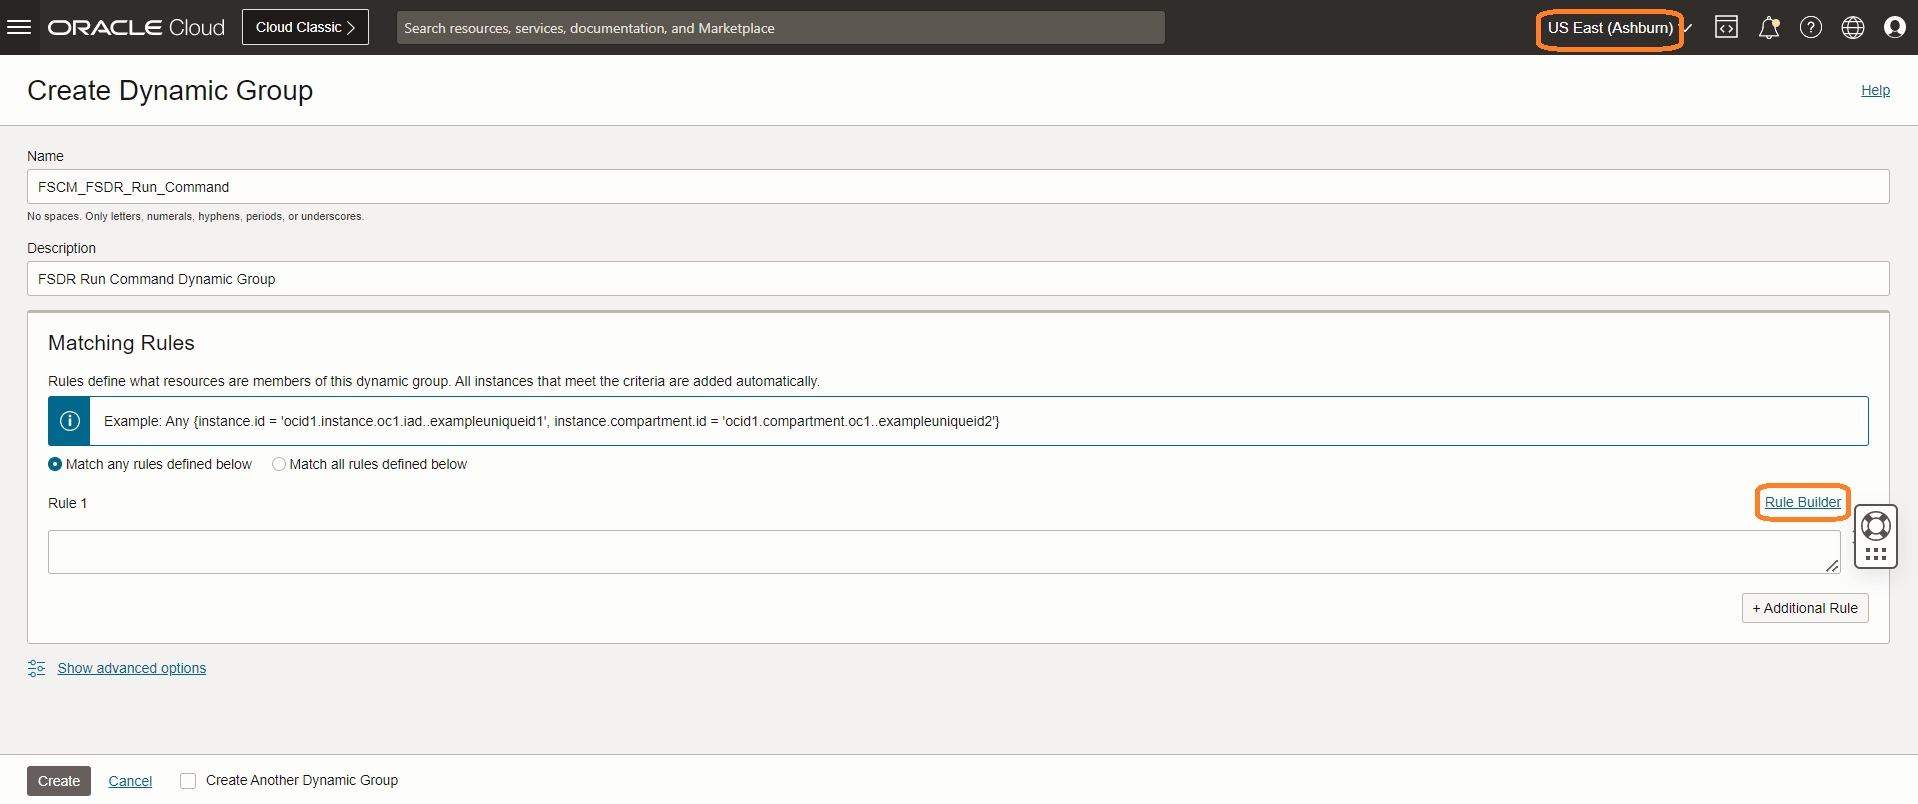 ORACLE Cloud
Cloud Classic
Search resources, services, documentation, and Marketplace
US East (Ashburn)
Create Dynamic Group
Help
Name
FSCM_FSDR_Run_Command
No spaces. Only letters, numerals, hyphens, periods, or underscores.
Description
FSDR Run Command Dynamic Group
Matching Rules
Rules define what resources are members of this dynamic group. All instances that meet the criteria are added automatically.
Example: Any {instance.id = 'ocid1.instance.oc1.iad..exampleuniqueid1', instance.compartment.id = 'ocid1.compartment.oc1..exampleuniqueid2'}
Match any rules defined below Match all rules defined below
Rule 1
Rule Builder
+ Additional Rule
Show advanced options
Create Cancel Create Another Dynamic Group